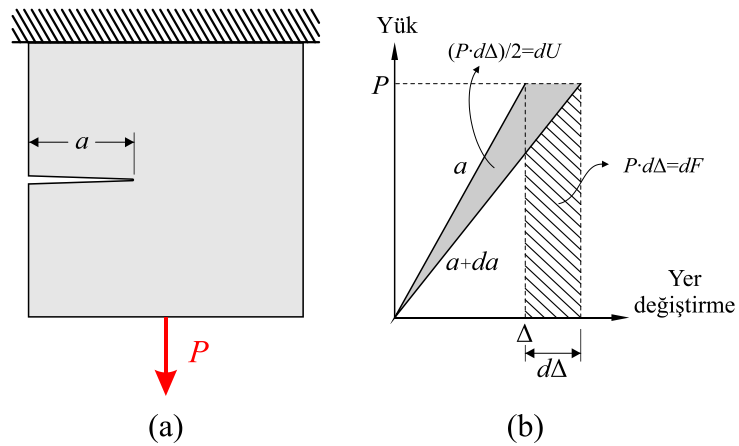 a
P
(a)
Yük
(P·dΔ)/2=dU
P
a
P·dΔ=dF
a+da
Yer
değiştirme
Δ
dΔ
(b)